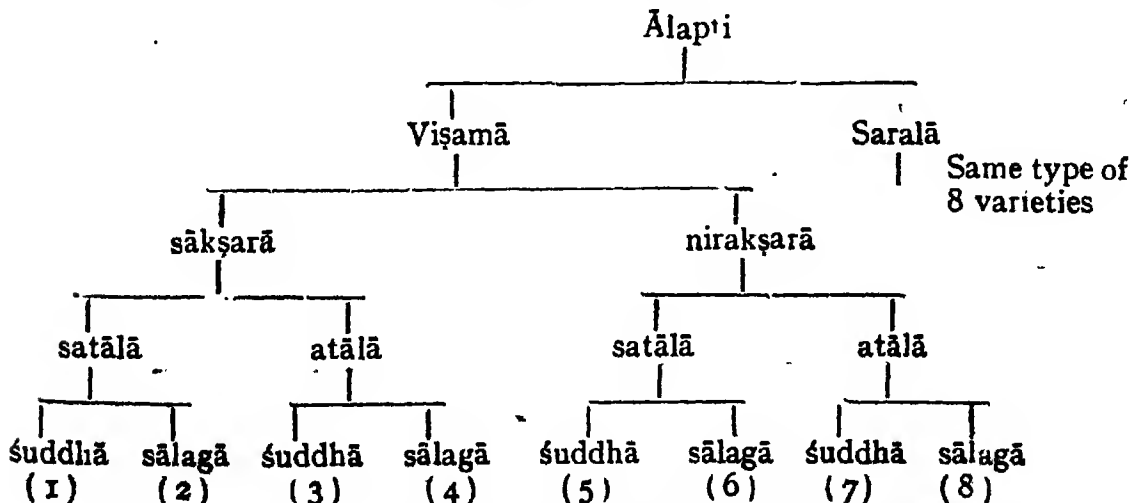 Ālapti
Viṣamā Saralā
Same type of
8 varieties
sākṣarā nirakṣarā
satālā atālā satālā atālā
śuddhā sālagā śuddhā sālagā śuddhā sālagā śuddhā sālagā
(1) (2) (3) (4) (5) (6) (7) (8)